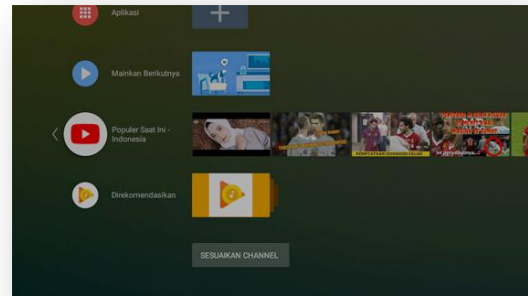 Aplikasi
Mainkan Berikutnya
Populer Saat Ini -
Indonesia
Direkomendasikan
SESUAIKAN CHANNEL